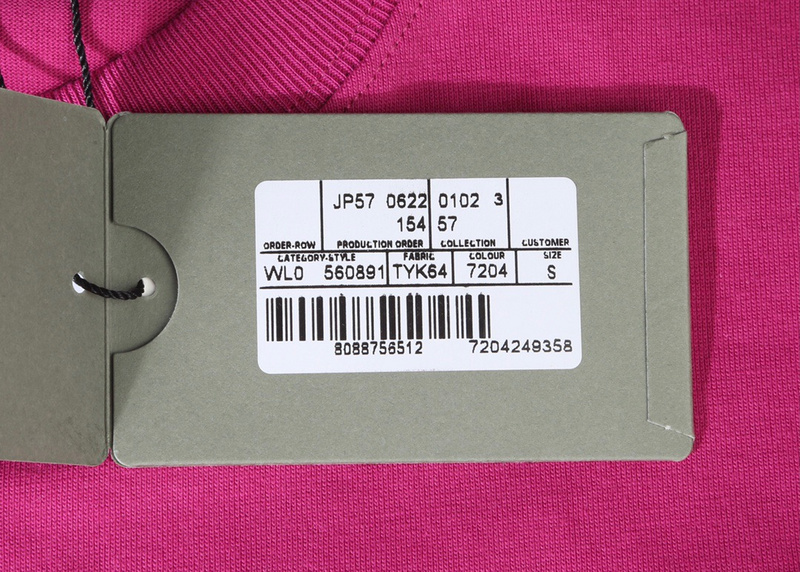 JP57 0622 0102 3
154 57
ORDER-ROW PRODUCTION ORDER COLLECTION CUSTOMER
CATEGORY-STYLE FABRIC COLOUR SIZE
WL0 560891 TYK64 7204 S
8088756512 7204249358